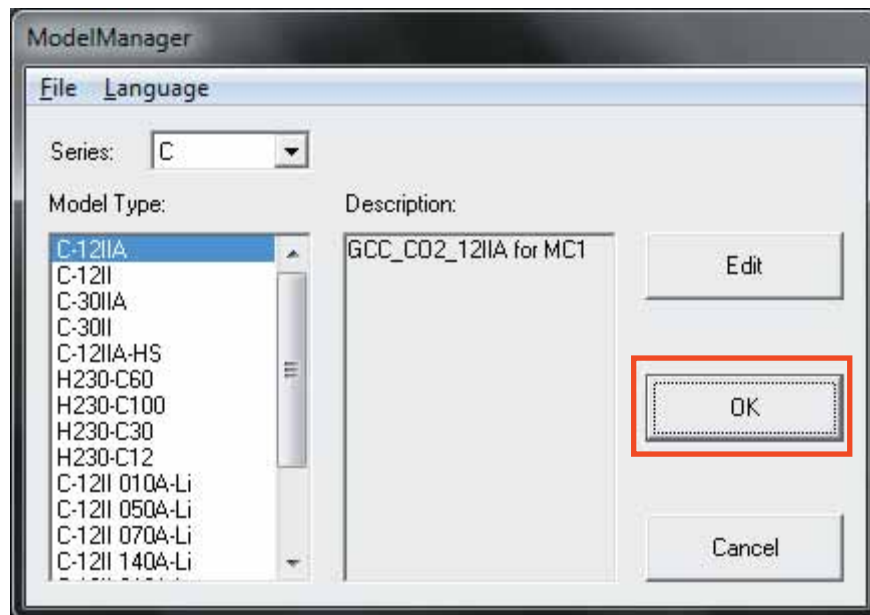 ModelManager
File Language
Series: C
Model Type:
Description:
C-12IIA
C-12II
C-30IIA
C-30II
C-12IIA-HS
H230-C60
H230-C100
H230-C30
H230-C12
C-12II 010A-Li
C-12II 050A-Li
C-12II 070A-Li
C-12II 140A-Li
GCC_CO2_12IIA for MC1
Edit
OK
Cancel